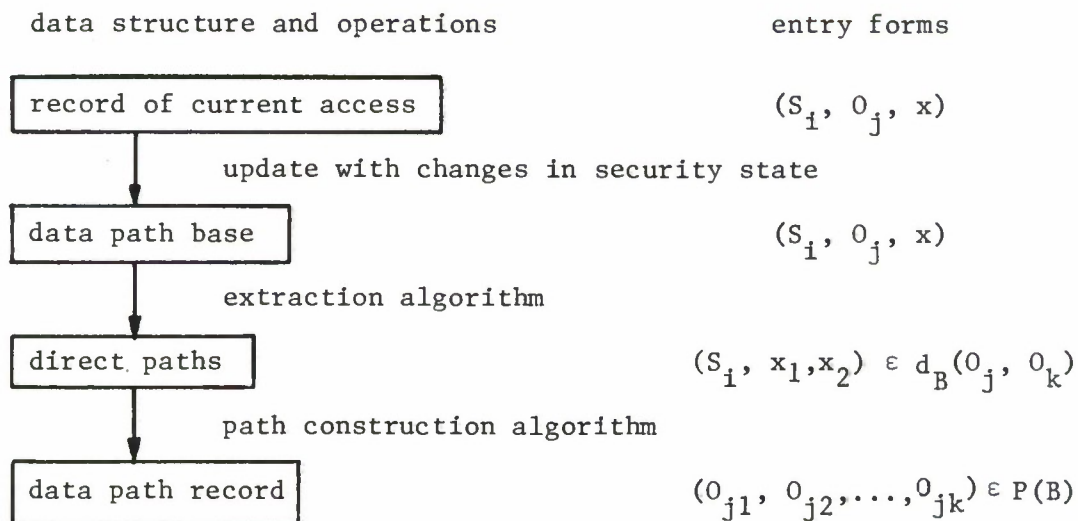 data structure and operations entry forms
record of current access (S_i, O_j, x)
update with changes in security state
data path base (S_i, O_j, x)
extraction algorithm
direct paths (S_i, x_1,x_2) ε d_B(O_j, O_k)
path construction algorithm
data path record (O_j1, O_j2,...,O_jk) ε P(B)